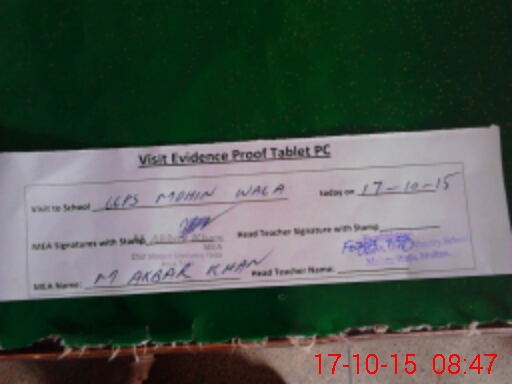 Visit Evidence Proof Tablet PC
Visit to School GGPS MOHIN WALA today on 17-10-15
MEA Signatures with Stamp Head Teacher Signature with Stamp
MEA Name: M AKBAR KHAN Head Teacher Name:
17-10-15 08:47